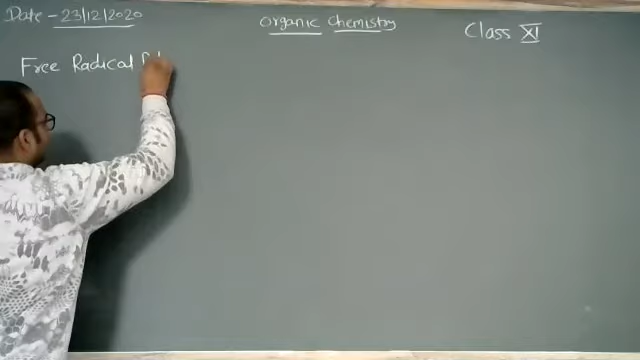 Date - 23/12/2020
Organic Chemistry
Class XI
Free Radical